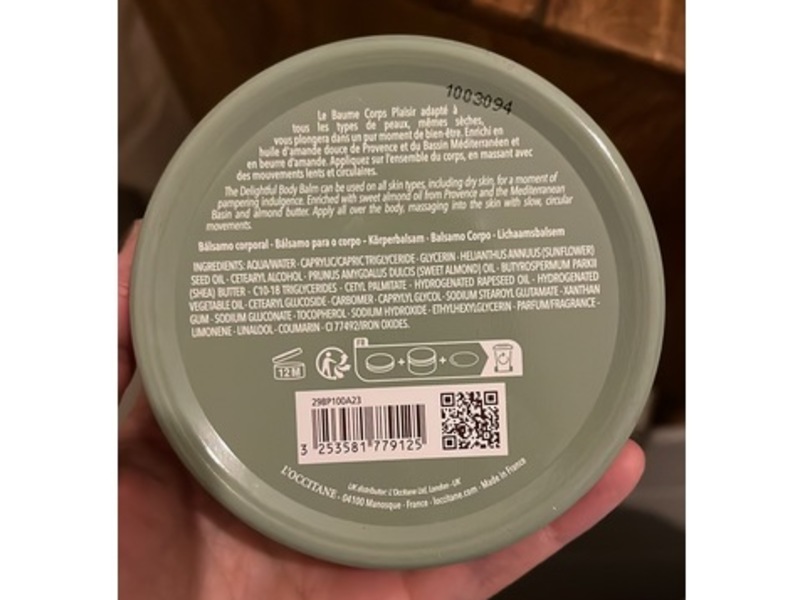 1003094
Le Baume Corps Plaisir adapté à
tous les types de peaux, mêmes sèches,
vous plongera dans un pur moment de bien-être. Enrichi en
huile d'amande douce de Provence et du Bassin Méditerranéen et
en beurre d'amande. Appliquez sur l'ensemble du corps, en massant avec
des mouvements lents et circulaires.
The Delightful Body Balm can be used on all skin types, including dry skin, for a moment of
pampering indulgence. Enriched with sweet almond oil from Provence and the Mediterranean
Basin and almond butter. Apply all over the body, massaging into the skin with slow, circular
movements.
Bálsamo corporal - Bálsamo para o corpo - Körperbalsam - Balsamo Corpo - Lichaamsbalsem
INGREDIENTS: AQUA/WATER - CAPRYLIC/CAPRIC TRIGLYCERIDE - GLYCERIN - HELIANTHUS ANNUUS (SUNFLOWER)
SEED OIL - CETEARYL ALCOHOL - PRUNUS AMYGDALUS DULCIS (SWEET ALMOND) OIL - BUTYROSPERMUM PARKII
(SHEA) BUTTER - C10-18 TRIGLYCERIDES - CETYL PALMITATE - HYDROGENATED RAPESEED OIL - HYDROGENATED
VEGETABLE OIL - CETEARYL GLUCOSIDE - CARBOMER - CAPRYLYL GLYCOL - SODIUM STEAROYL GLUTAMATE - XANTHAN
GUM - SODIUM GLUCONATE - TOCOPHEROL - SODIUM HYDROXIDE - ETHYLHEXYLGLYCERIN - PARFUM/FRAGRANCE -
LIMONENE - LINALOOL - COUMARIN - CI 77492/IRON OXIDES.
12 M
FR
29BP100A23
3 253581 779125
UK distributor: L'Occitane Ltd, London - UK
L'OCCITANE - 04100 Manosque - France - loccitane.com - Made in France